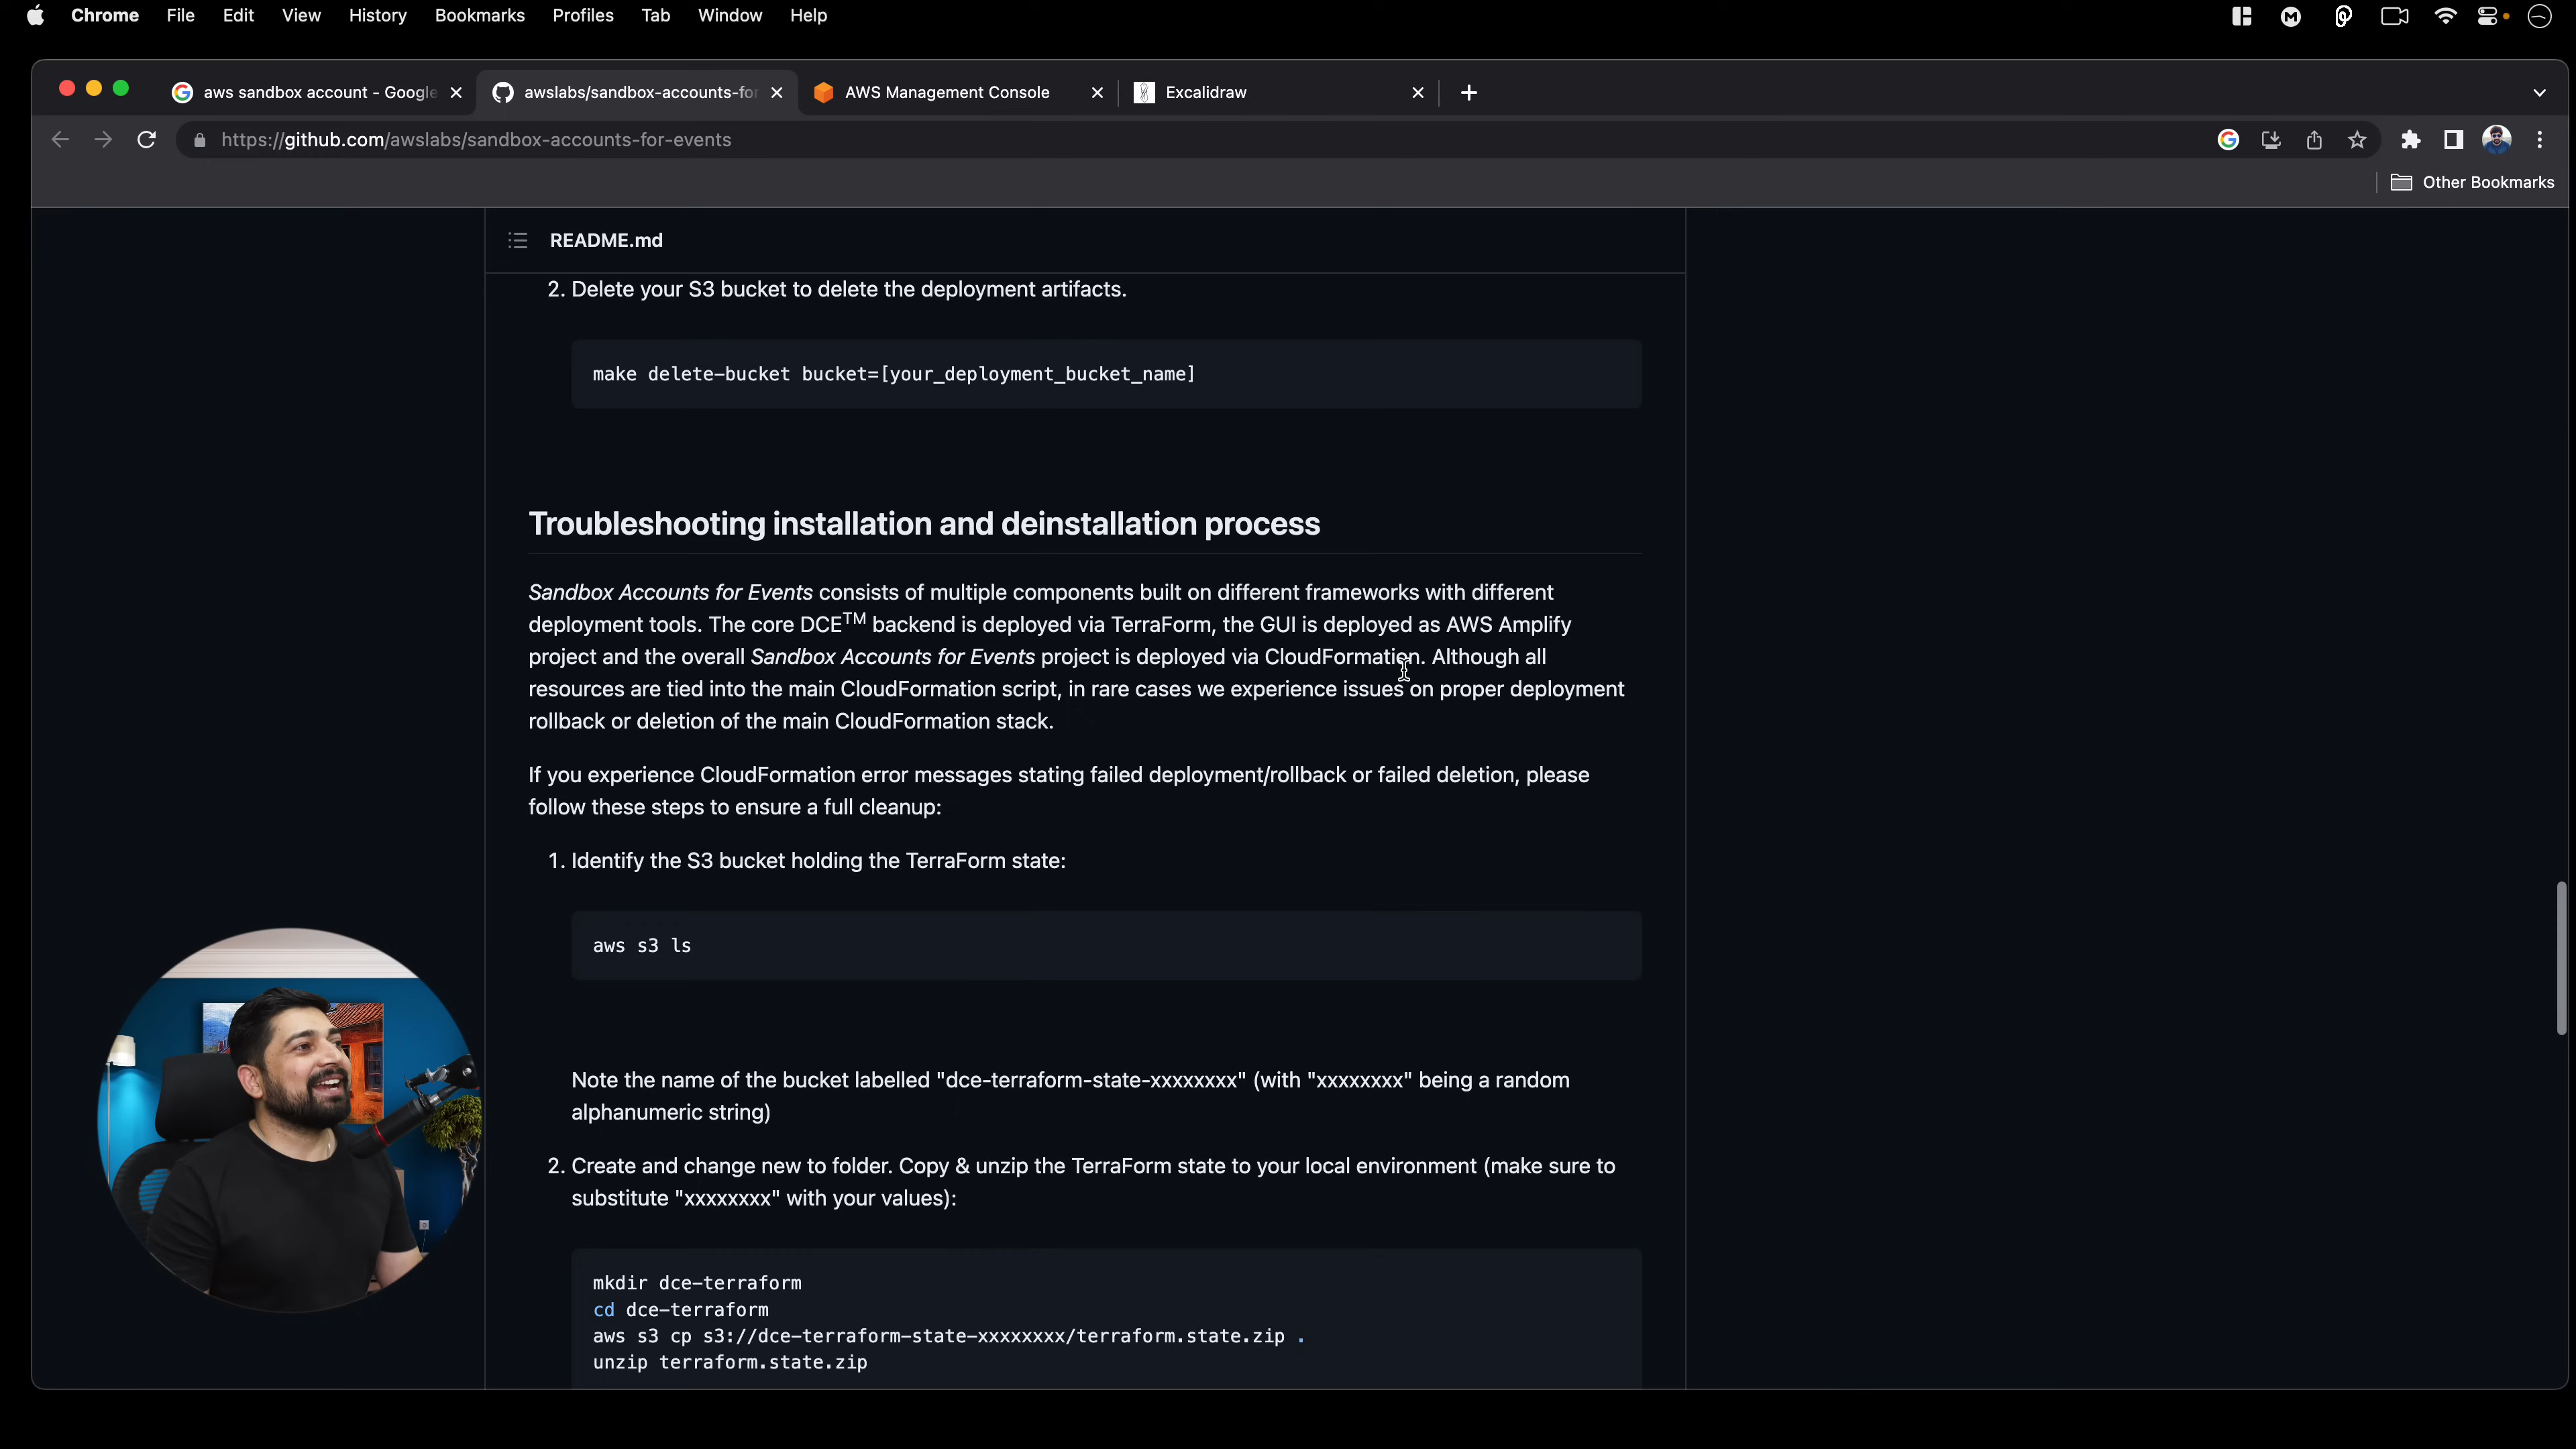 Chrome File Edit View History Bookmarks Profiles Tab Window Help
aws sandbox account - Google
awslabs/sandbox-accounts-for
AWS Management Console
Excalidraw
https://github.com/awslabs/sandbox-accounts-for-events
Other Bookmarks
README.md
2. Delete your S3 bucket to delete the deployment artifacts.
make delete-bucket bucket=[your_deployment_bucket_name]
Troubleshooting installation and deinstallation process
Sandbox Accounts for Events consists of multiple components built on different frameworks with different
deployment tools. The core DCE™ backend is deployed via TerraForm, the GUI is deployed as AWS Amplify
project and the overall Sandbox Accounts for Events project is deployed via CloudFormation. Although all
resources are tied into the main CloudFormation script, in rare cases we experience issues on proper deployment
rollback or deletion of the main CloudFormation stack.
If you experience CloudFormation error messages stating failed deployment/rollback or failed deletion, please
follow these steps to ensure a full cleanup:
1. Identify the S3 bucket holding the TerraForm state:
aws s3 ls
Note the name of the bucket labelled "dce-terraform-state-xxxxxxxx" (with "xxxxxxxx" being a random
alphanumeric string)
2. Create and change new to folder. Copy & unzip the TerraForm state to your local environment (make sure to
substitute "xxxxxxxx" with your values):
mkdir dce-terraform
cd dce-terraform
aws s3 cp s3://dce-terraform-state-xxxxxxxx/terraform.state.zip .
unzip terraform.state.zip